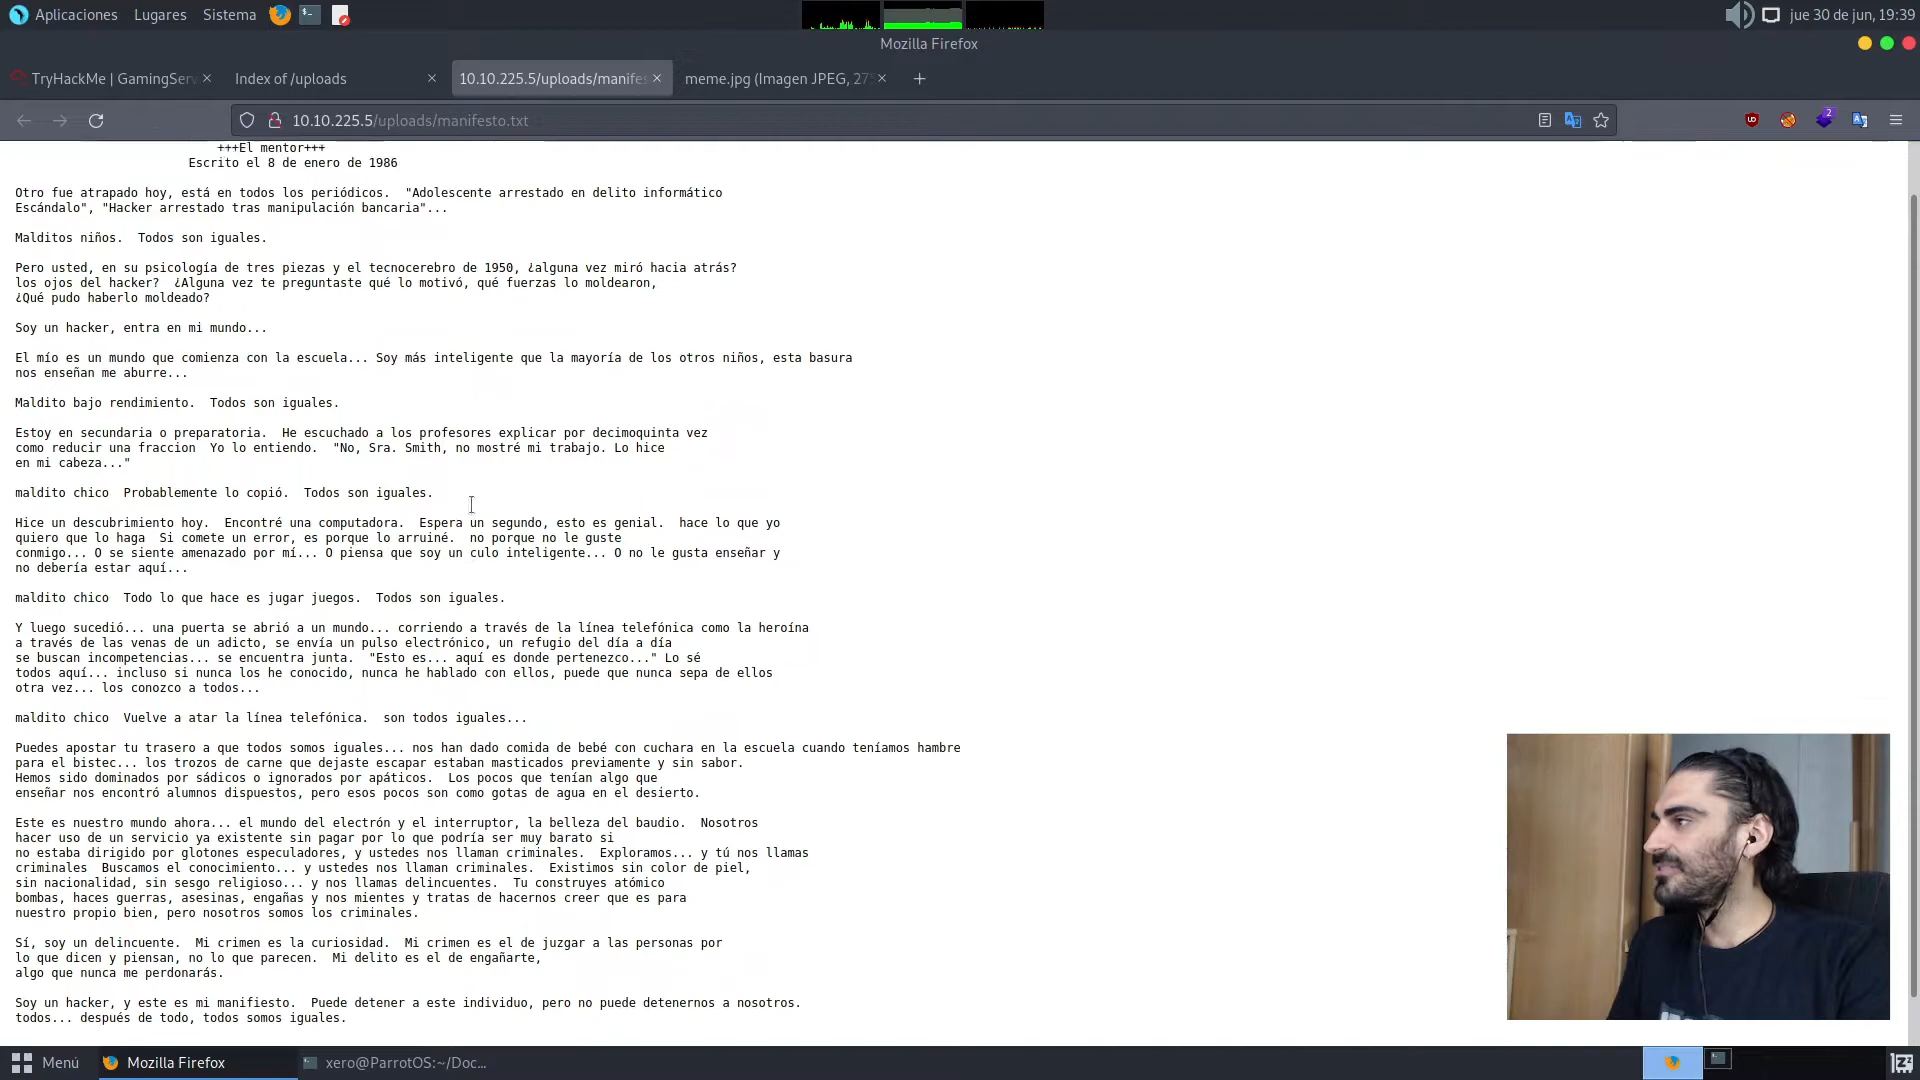 Aplicaciones Lugares Sistema
jue 30 de jun, 19:39
Mozilla Firefox
TryHackMe | GamingServ
Index of /uploads
10.10.225.5/uploads/manifes
meme.jpg (Imagen JPEG, 275
10.10.225.5/uploads/manifesto.txt
2
+++El mentor+++
Escrito el 8 de enero de 1986
Otro fue atrapado hoy, está en todos los periódicos. "Adolescente arrestado en delito informático
Escándalo", "Hacker arrestado tras manipulación bancaria"...
Malditos niños. Todos son iguales.
Pero usted, en su psicología de tres piezas y el tecnocerebro de 1950, ¿alguna vez miró hacia atrás?
los ojos del hacker? ¿Alguna vez te preguntaste qué lo motivó, qué fuerzas lo moldearon,
¿Qué pudo haberlo moldeado?
Soy un hacker, entra en mi mundo...
El mío es un mundo que comienza con la escuela... Soy más inteligente que la mayoría de los otros niños, esta basura
nos enseñan me aburre...
Maldito bajo rendimiento. Todos son iguales.
Estoy en secundaria o preparatoria. He escuchado a los profesores explicar por decimoquinta vez
como reducir una fraccion Yo lo entiendo. "No, Sra. Smith, no mostré mi trabajo. Lo hice
en mi cabeza..."
maldito chico Probablemente lo copió. Todos son iguales.
Hice un descubrimiento hoy. Encontré una computadora. Espera un segundo, esto es genial. hace lo que yo
quiero que lo haga Si comete un error, es porque lo arruiné. no porque no le guste
conmigo... O se siente amenazado por mí... O piensa que soy un culo inteligente... O no le gusta enseñar y
no debería estar aquí...
maldito chico Todo lo que hace es jugar juegos. Todos son iguales.
Y luego sucedió... una puerta se abrió a un mundo... corriendo a través de la línea telefónica como la heroína
a través de las venas de un adicto, se envía un pulso electrónico, un refugio del día a día
se buscan incompetencias... se encuentra junta. "Esto es... aquí es donde pertenezco..." Lo sé
todos aquí... incluso si nunca los he conocido, nunca he hablado con ellos, puede que nunca sepa de ellos
otra vez... los conozco a todos...
maldito chico Vuelve a atar la línea telefónica. son todos iguales...
Puedes apostar tu trasero a que todos somos iguales... nos han dado comida de bebé con cuchara en la escuela cuando teníamos hambre
para el bistec... los trozos de carne que dejaste escapar estaban masticados previamente y sin sabor.
Hemos sido dominados por sádicos o ignorados por apáticos. Los pocos que tenían algo que
enseñar nos encontró alumnos dispuestos, pero esos pocos son como gotas de agua en el desierto.
Este es nuestro mundo ahora... el mundo del electrón y el interruptor, la belleza del baudio. Nosotros
hacer uso de un servicio ya existente sin pagar por lo que podría ser muy barato si
no estaba dirigido por glotones especuladores, y ustedes nos llaman criminales. Exploramos... y tú nos llamas
criminales Buscamos el conocimiento... y ustedes nos llaman criminales. Existimos sin color de piel,
sin nacionalidad, sin sesgo religioso... y nos llamas delincuentes. Tu construyes atómico
bombas, haces guerras, asesinas, engañas y nos mientes y tratas de hacernos creer que es para
nuestro propio bien, pero nosotros somos los criminales.
Sí, soy un delincuente. Mi crimen es la curiosidad. Mi crimen es el de juzgar a las personas por
lo que dicen y piensan, no lo que parecen. Mi delito es el de engañarte,
algo que nunca me perdonarás.
Soy un hacker, y este es mi manifiesto. Puede detener a este individuo, pero no puede detenernos a nosotros.
todos... después de todo, todos somos iguales.
Menú Mozilla Firefox xero@ParrotOS:~/Doc...